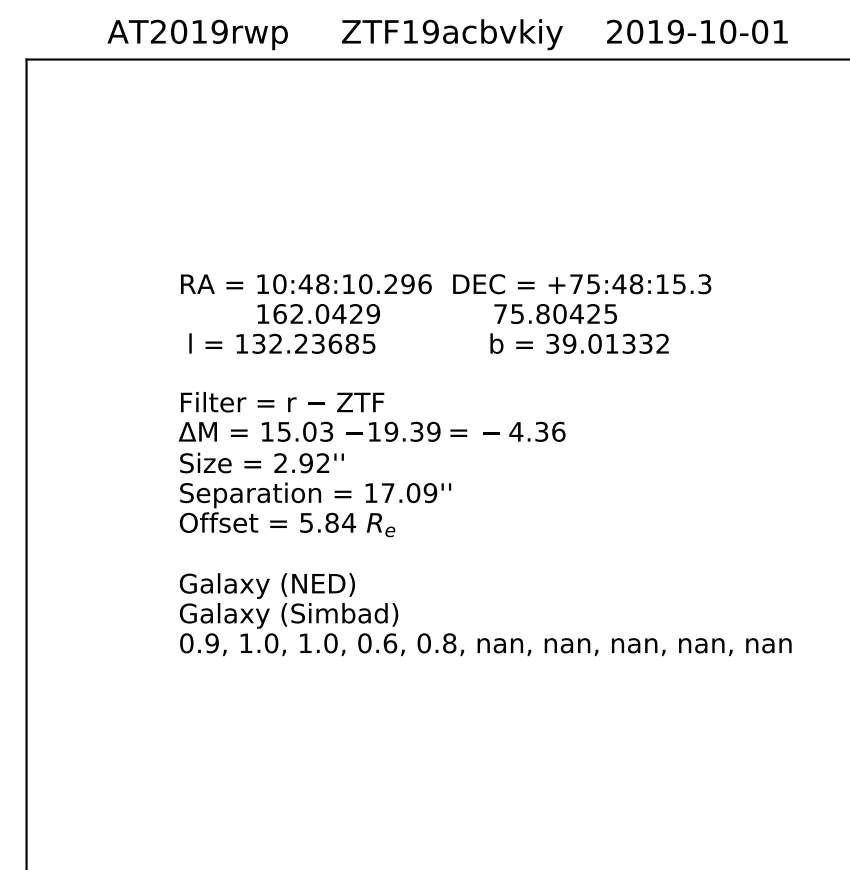 AT2019rwp ZTF19acbvkiy 2019-10-01
RA = 10:48:10.296 DEC = +75:48:15.3
162.0429 75.80425
l = 132.23685 b = 39.01332
Filter = r − ZTF
ΔM = 15.03 −19.39 = − 4.36
Size = 2.92''
Separation = 17.09''
Offset = 5.84 Rₑ
Galaxy (NED)
Galaxy (Simbad)
0.9, 1.0, 1.0, 0.6, 0.8, nan, nan, nan, nan, nan